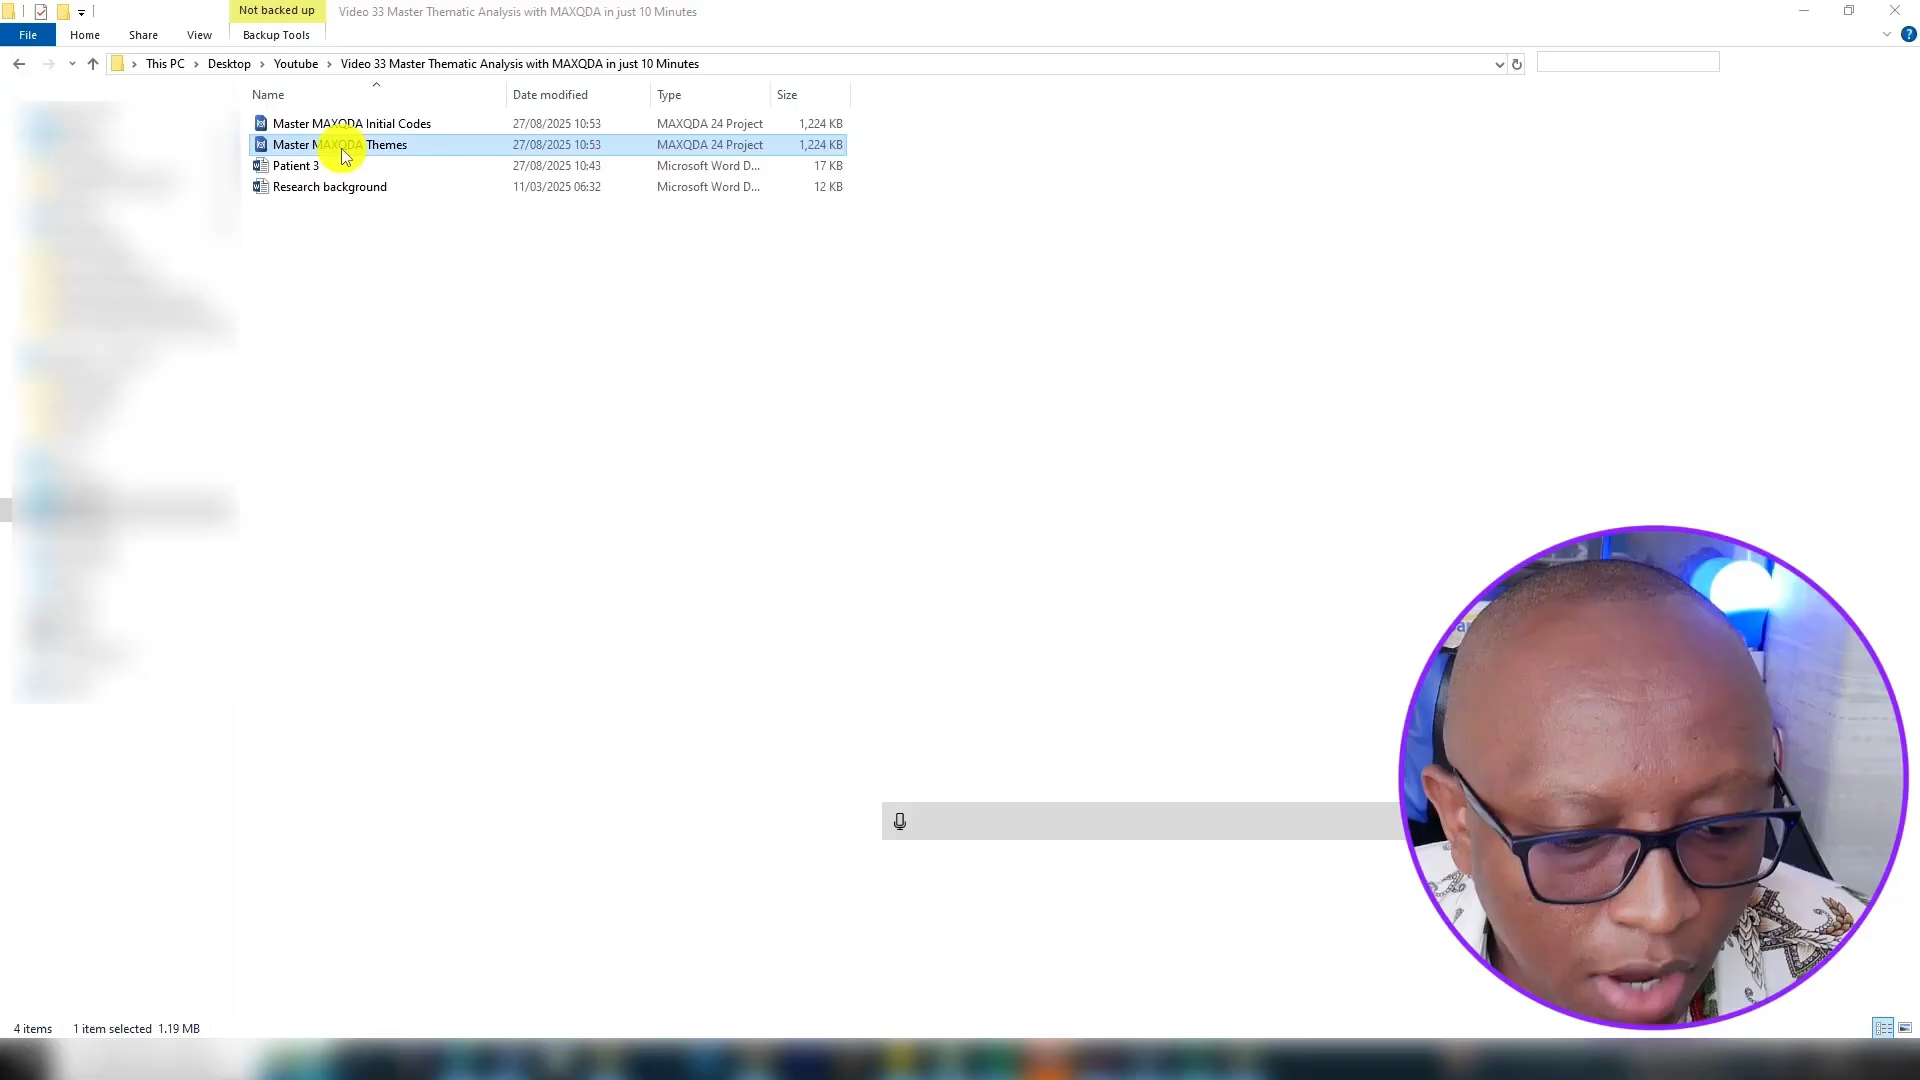 Not backed up
Video 33 Master Thematic Analysis with MAXQDA in just 10 Minutes
File
Home
Share
View
Backup Tools
This PC > Desktop > Youtube > Video 33 Master Thematic Analysis with MAXQDA in just 10 Minutes
Name
Date modified
Type
Size
Master MAXQDA Initial Codes 27/08/2025 10:53 MAXQDA 24 Project 1,224 KB
Master MAXQDA Themes 27/08/2025 10:53 MAXQDA 24 Project 1,224 KB
Patient 3 27/08/2025 10:43 Microsoft Word D... 17 KB
Research background 11/03/2025 06:32 Microsoft Word D... 12 KB
4 items 1 item selected 1.19 MB